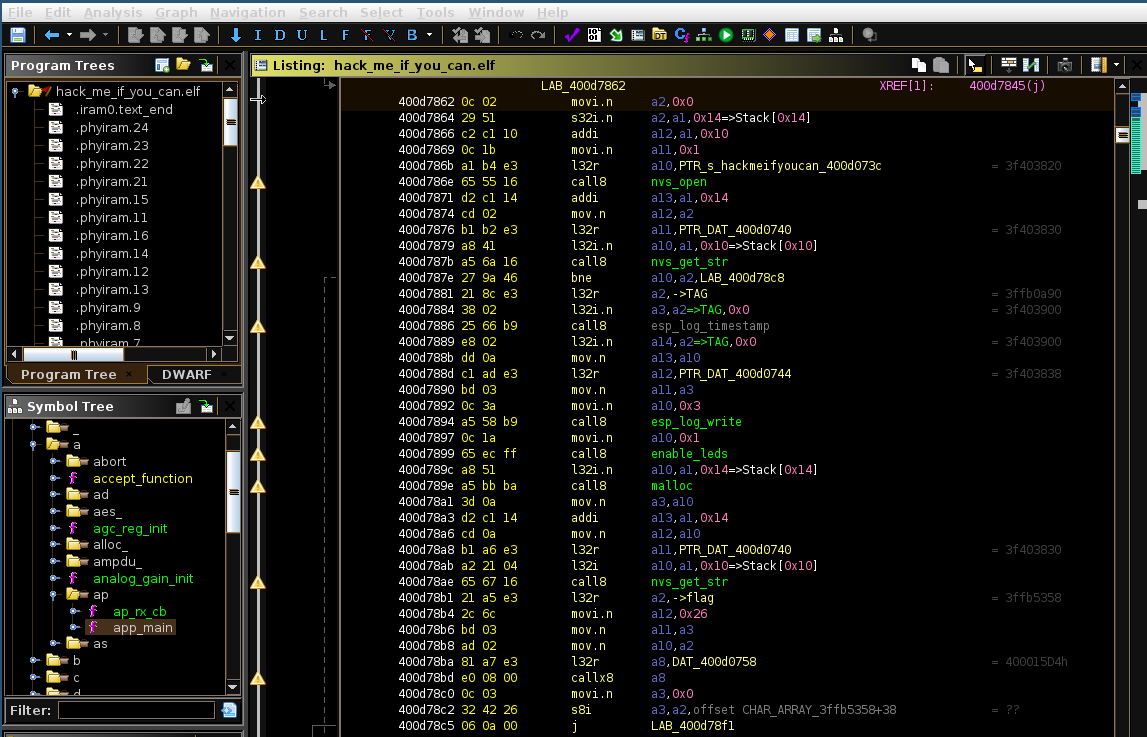 File Edit Analysis Graph Navigation Search Select Tools Window Help
I D U L F F V B
Program Trees
hack_me_if_you_can.elf
.iram0.text_end
.phyiram.24
.phyiram.23
.phyiram.22
.phyiram.21
.phyiram.15
.phyiram.11
.phyiram.16
.phyiram.14
.phyiram.12
.phyiram.13
.phyiram.9
.phyiram.8
.phyiram.7
Program Tree × DWARF ×
Symbol Tree
_
a
abort
f accept_function
ad
aes_
f agc_reg_init
alloc_
ampdu_
f analog_gain_init
ap
f ap_rx_cb
f app_main
as
b
c
d
Filter:
Listing: hack_me_if_you_can.elf
LAB_400d7862 XREF[1]: 400d7845(j)
400d7862 0c 02 movi.n a2,0x0
400d7864 29 51 s32i.n a2,a1,0x14=>Stack[0x14]
400d7866 c2 c1 10 addi a12,a1,0x10
400d7869 0c 1b movi.n a11,0x1
400d786b a1 b4 e3 l32r a10,PTR_s_hackmeifyoucan_400d073c = 3f403820
400d786e 65 55 16 call8 nvs_open
400d7871 d2 c1 14 addi a13,a1,0x14
400d7874 cd 02 mov.n a12,a2
400d7876 b1 b2 e3 l32r a11,PTR_DAT_400d0740 = 3f403830
400d7879 a8 41 l32i.n a10,a1,0x10=>Stack[0x10]
400d787b a5 6a 16 call8 nvs_get_str
400d787e 27 9a 46 bne a10,a2,LAB_400d78c8
400d7881 21 8c e3 l32r a2,->TAG = 3ffb0a90
400d7884 38 02 l32i.n a3,a2=>TAG,0x0 = 3f403900
400d7886 25 66 b9 call8 esp_log_timestamp
400d7889 e8 02 l32i.n a14,a2=>TAG,0x0 = 3f403900
400d788b dd 0a mov.n a13,a10
400d788d c1 ad e3 l32r a12,PTR_DAT_400d0744 = 3f403838
400d7890 bd 03 mov.n a11,a3
400d7892 0c 3a movi.n a10,0x3
400d7894 a5 58 b9 call8 esp_log_write
400d7897 0c 1a movi.n a10,0x1
400d7899 65 ec ff call8 enable_leds
400d789c a8 51 l32i.n a10,a1,0x14=>Stack[0x14]
400d789e a5 bb ba call8 malloc
400d78a1 3d 0a mov.n a3,a10
400d78a3 d2 c1 14 addi a13,a1,0x14
400d78a6 cd 0a mov.n a12,a10
400d78a8 b1 a6 e3 l32r a11,PTR_DAT_400d0740 = 3f403830
400d78ab a2 21 04 l32i a10,a1,0x10=>Stack[0x10]
400d78ae 65 67 16 call8 nvs_get_str
400d78b1 21 a5 e3 l32r a2,->flag = 3ffb5358
400d78b4 2c 6c movi.n a12,0x26
400d78b6 bd 03 mov.n a11,a3
400d78b8 ad 02 mov.n a10,a2
400d78ba 81 a7 e3 l32r a8,DAT_400d0758 = 400015D4h
400d78bd e0 08 00 callx8 a8
400d78c0 0c 03 movi.n a3,0x0
400d78c2 32 42 26 s8i a3,a2,offset CHAR_ARRAY_3ffb5358+38 = ??
400d78c5 06 0a 00 j LAB_400d78f1